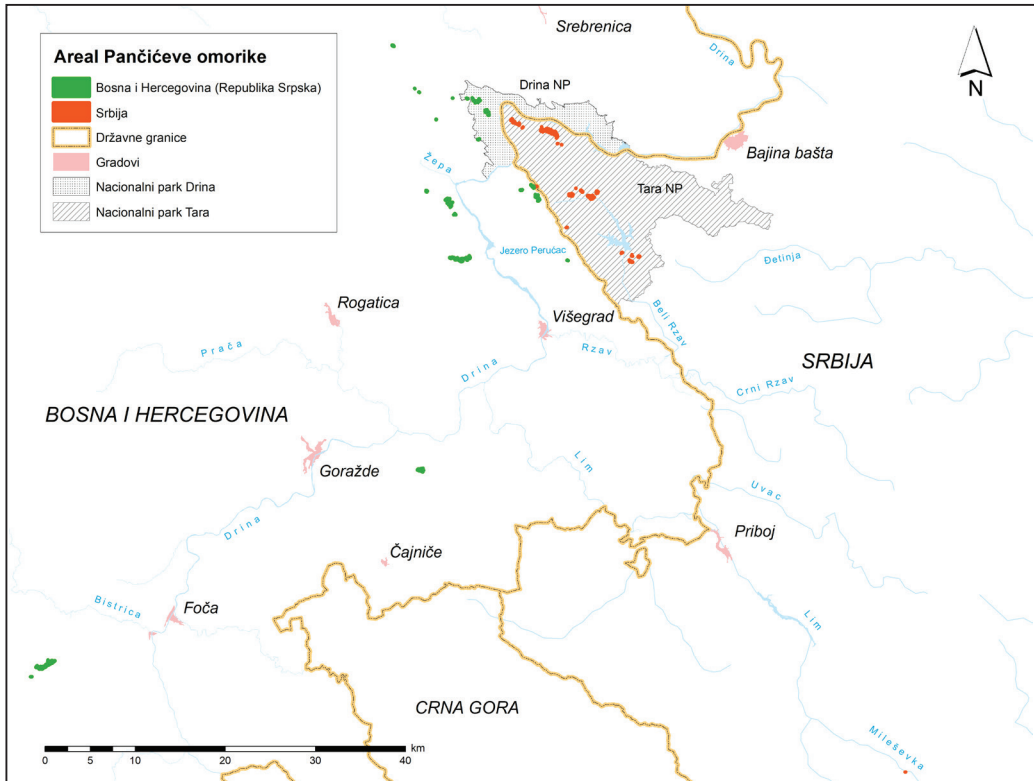 Areal Pančićeve omorike
Bosna i Hercegovina (Republika Srpska)
Srbija
Državne granice
Gradovi
Nacionalni park Drina
Nacionalni park Tara
Srebrenica
Drina
N
Drina NP
Bajina bašta
Žepa
Tara NP
Jezero Perućac
Đetinja
Rogatica
Višegrad
Beli Rzav
Prača
Drina
Rzav
SRBIJA
Crni Rzav
BOSNA I HERCEGOVINA
Goražde
Lim
Uvac
Drina
Priboj
Čajniče
Bistrica
Foča
Lim
CRNA GORA
Mileševka
km
0 5 10 20 30 40